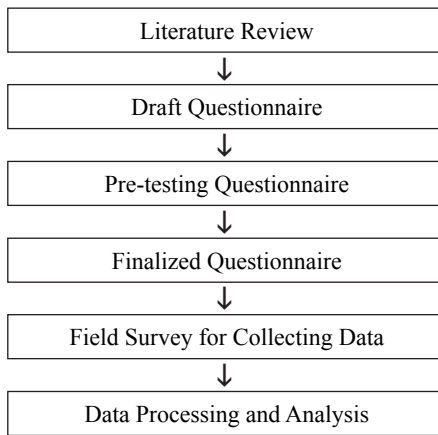 Literature Review
↓
Draft Questionnaire
↓
Pre-testing Questionnaire
↓
Finalized Questionnaire
↓
Field Survey for Collecting Data
↓
Data Processing and Analysis